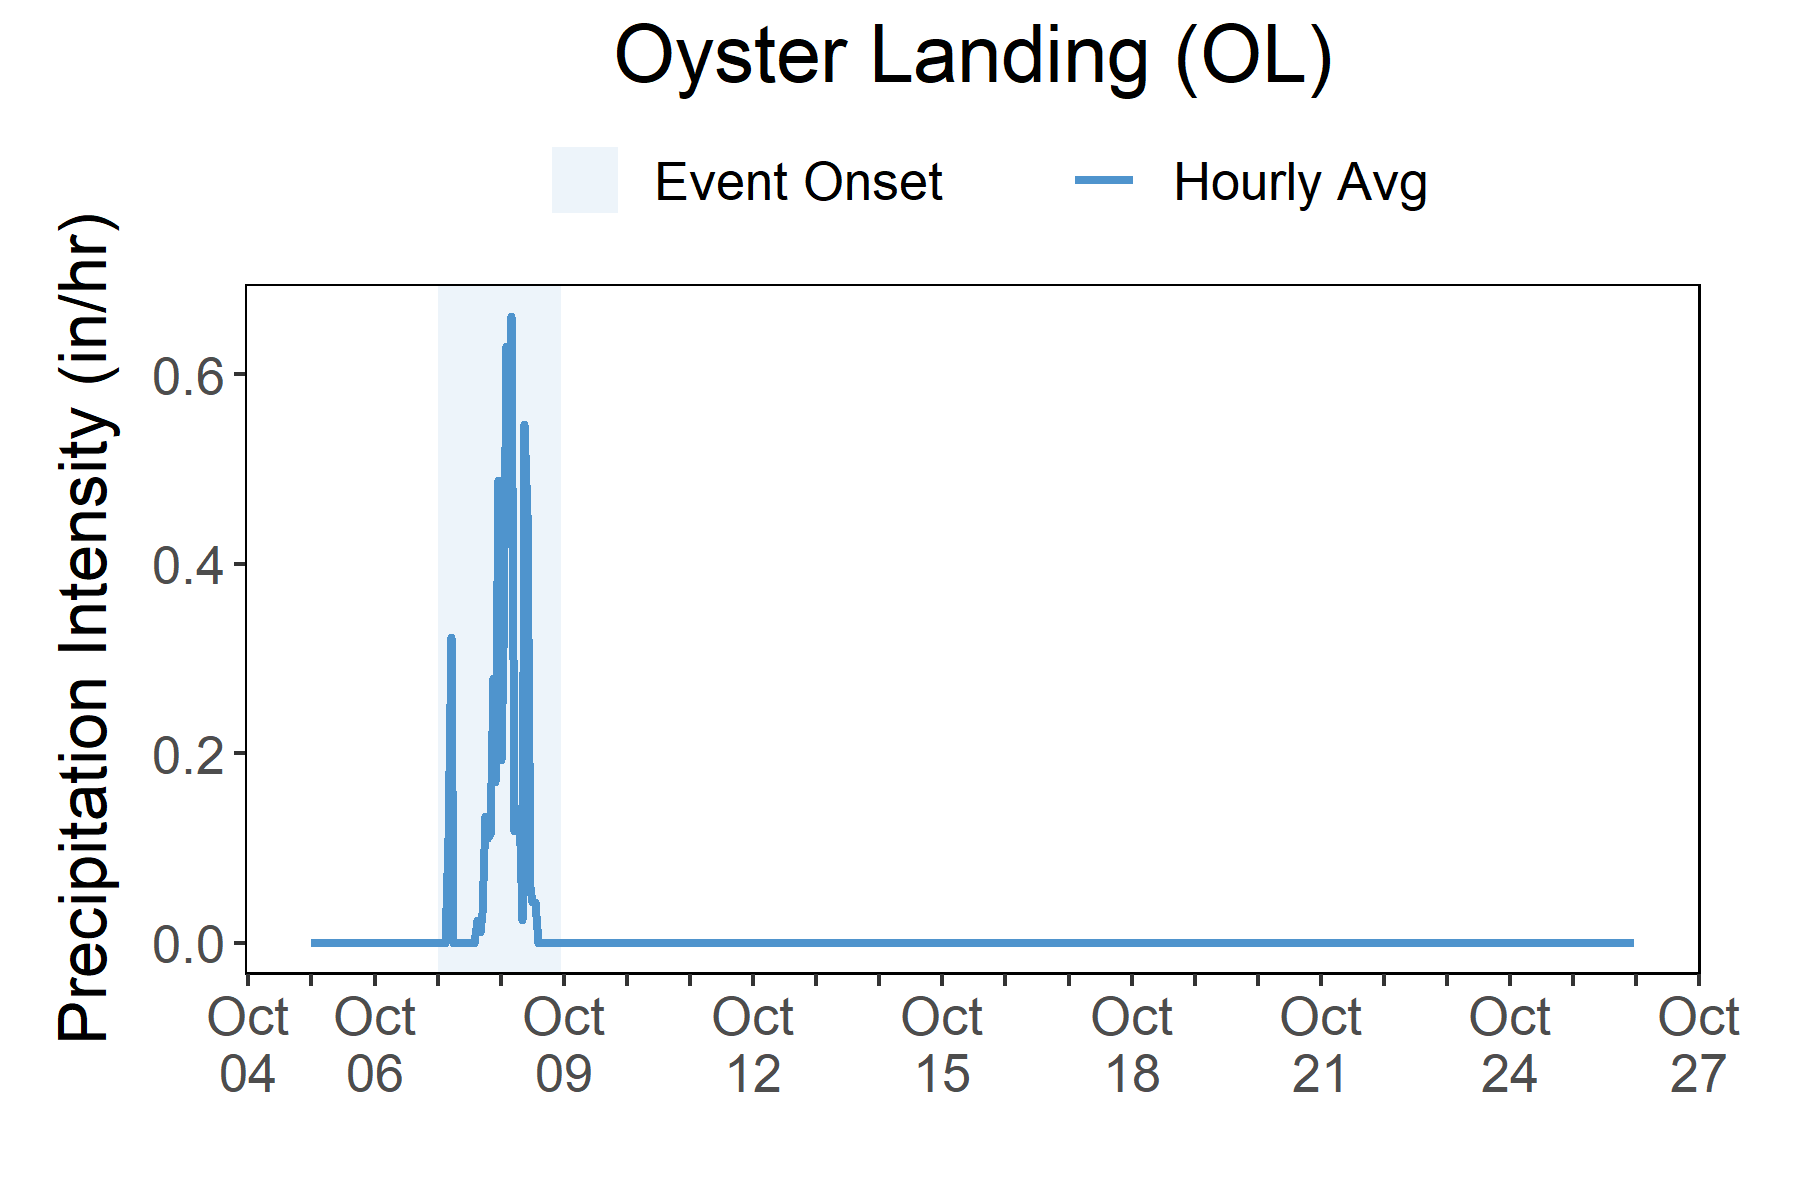 Oyster Landing (OL)
Event Onset
Hourly Avg
Precipitation Intensity (in/hr)
0.6
0.4
0.2
0.0
Oct Oct Oct Oct Oct Oct Oct Oct Oct
04 06 09 12 15 18 21 24 27